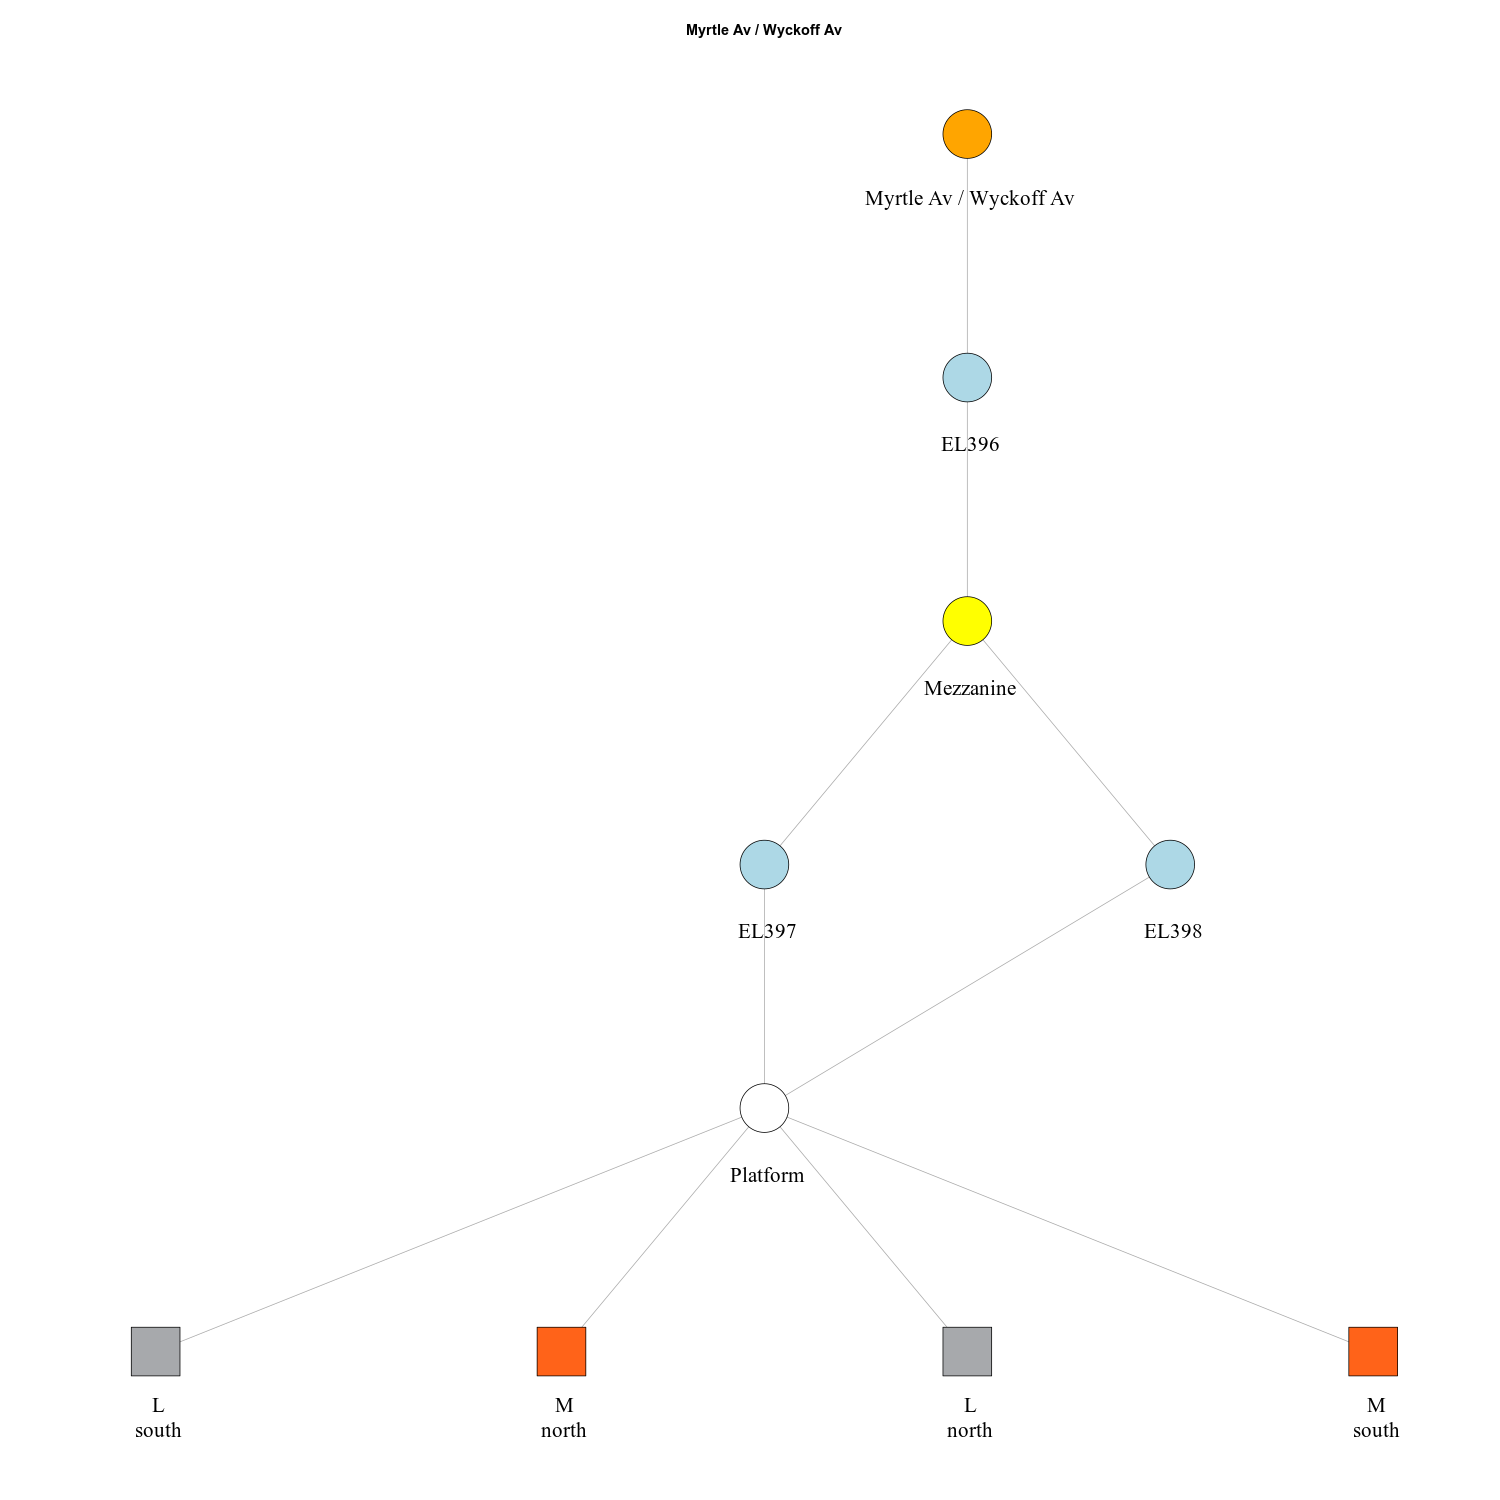 Myrtle Av / Wyckoff Av
Myrtle Av / Wyckoff Av
EL396
Mezzanine
EL397
EL398
Platform
L
south
M
north
L
north
M
south